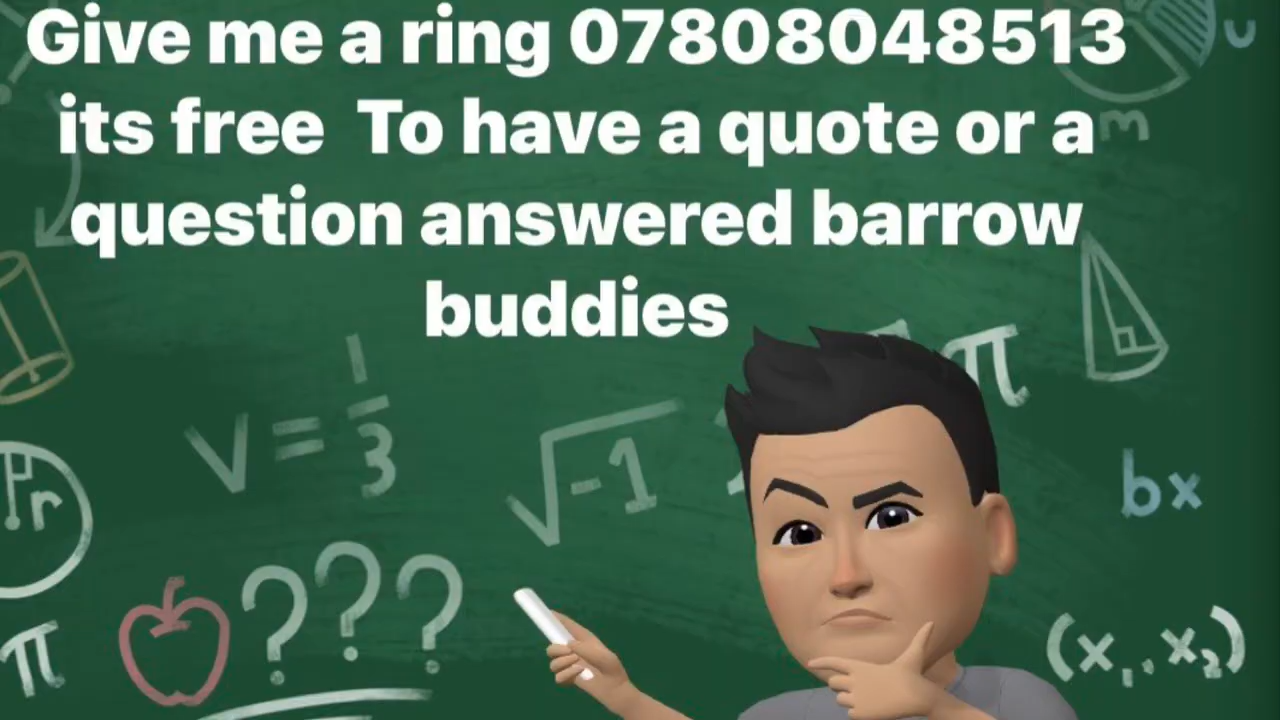 Give me a ring 07808048513
its free  To have a quote or a
question answered barrow
buddies
u
m
π
V = 1/3
√-1
bx
r
???
π
(x₁, x₂)